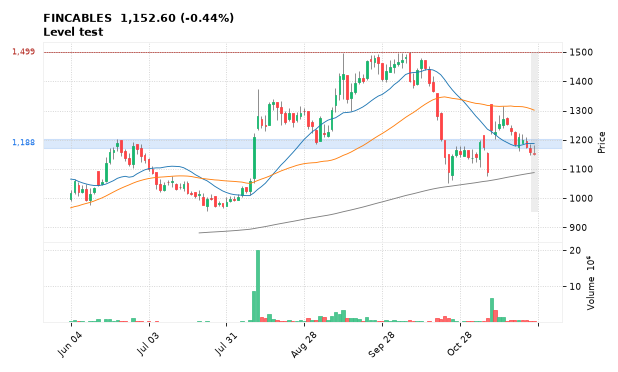 FINCABLES 1,152.60 (-0.44%)
Level test
1,499
1,188
1500
1400
1300
1200
1100
1000
900
Price
20
10
Volume 10⁶
Jun 04
Jul 03
Jul 31
Aug 28
Sep 28
Oct 28